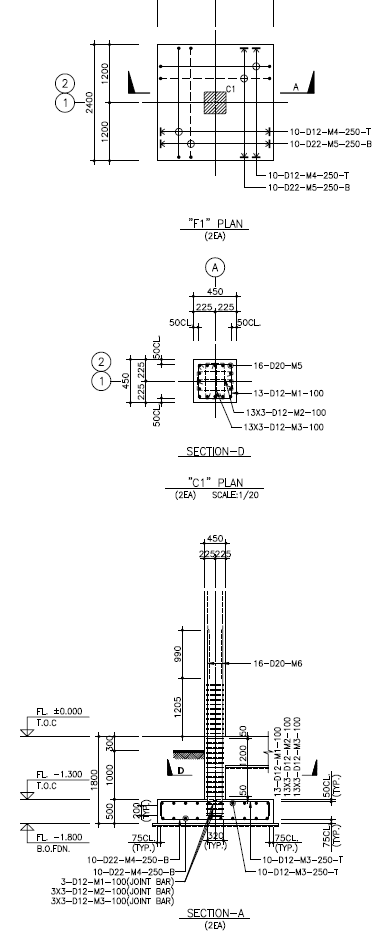 2
1
1200
2400
1200
C1
A
10-D12-M4-250-T
10-D22-M5-250-B
10-D12-M4-250-T
10-D22-M5-250-B
"F1" PLAN
(2EA)
A
450
225 225
50CL.
50CL.
2
1
450
225 225
50CL.
50CL.
16-D20-M5
13-D12-M1-100
13X3-D12-M2-100
13X3-D12-M3-100
SECTION-D
"C1" PLAN
(2EA) SCALE:1/20
450
225 225
990
16-D20-M6
1205
FL. ±0.000
T.O.C
300
1800
1000
D
50
1200
50
13-D12-M1-100
13X3-D12-M2-100
13X3-D12-M3-100
FL. -1.300
T.O.C
500
200
(TYP.)
50CL.
(TYP.)
FL. -1.800
B.O.FDN.
75CL.
(TYP.)
320
(TYP.)
75CL.
(TYP.)
75CL.
(TYP.)
10-D22-M4-250-B
10-D22-M4-250-B
3-D12-M1-100(JOINT BAR)
3X3-D12-M2-100(JOINT BAR)
3X3-D12-M3-100(JOINT BAR)
10-D12-M3-250-T
10-D12-M3-250-T
SECTION-A
(2EA)